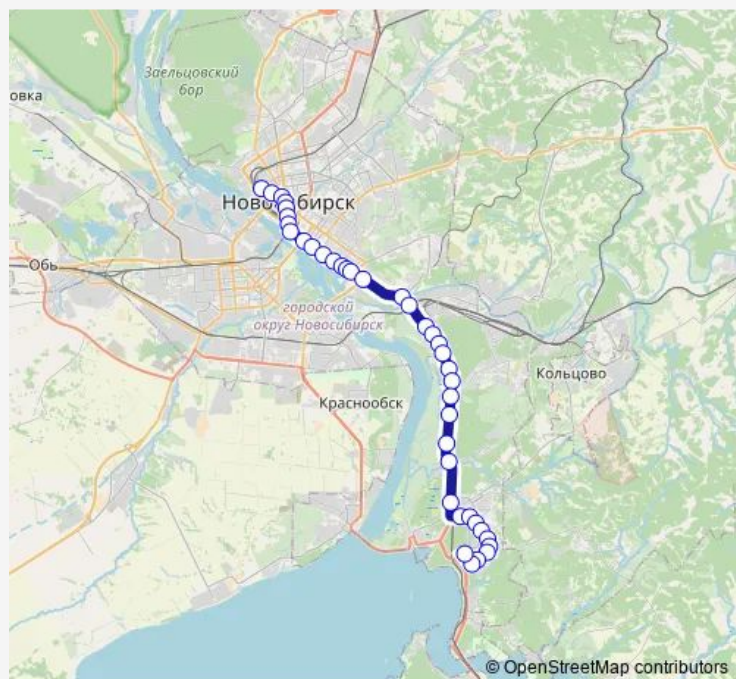 Заельцовский
бор
овка
Новосибирск
Обь
городской
округ Новосибирск
Кольцово
Краснообск
© OpenStreetMap contributors